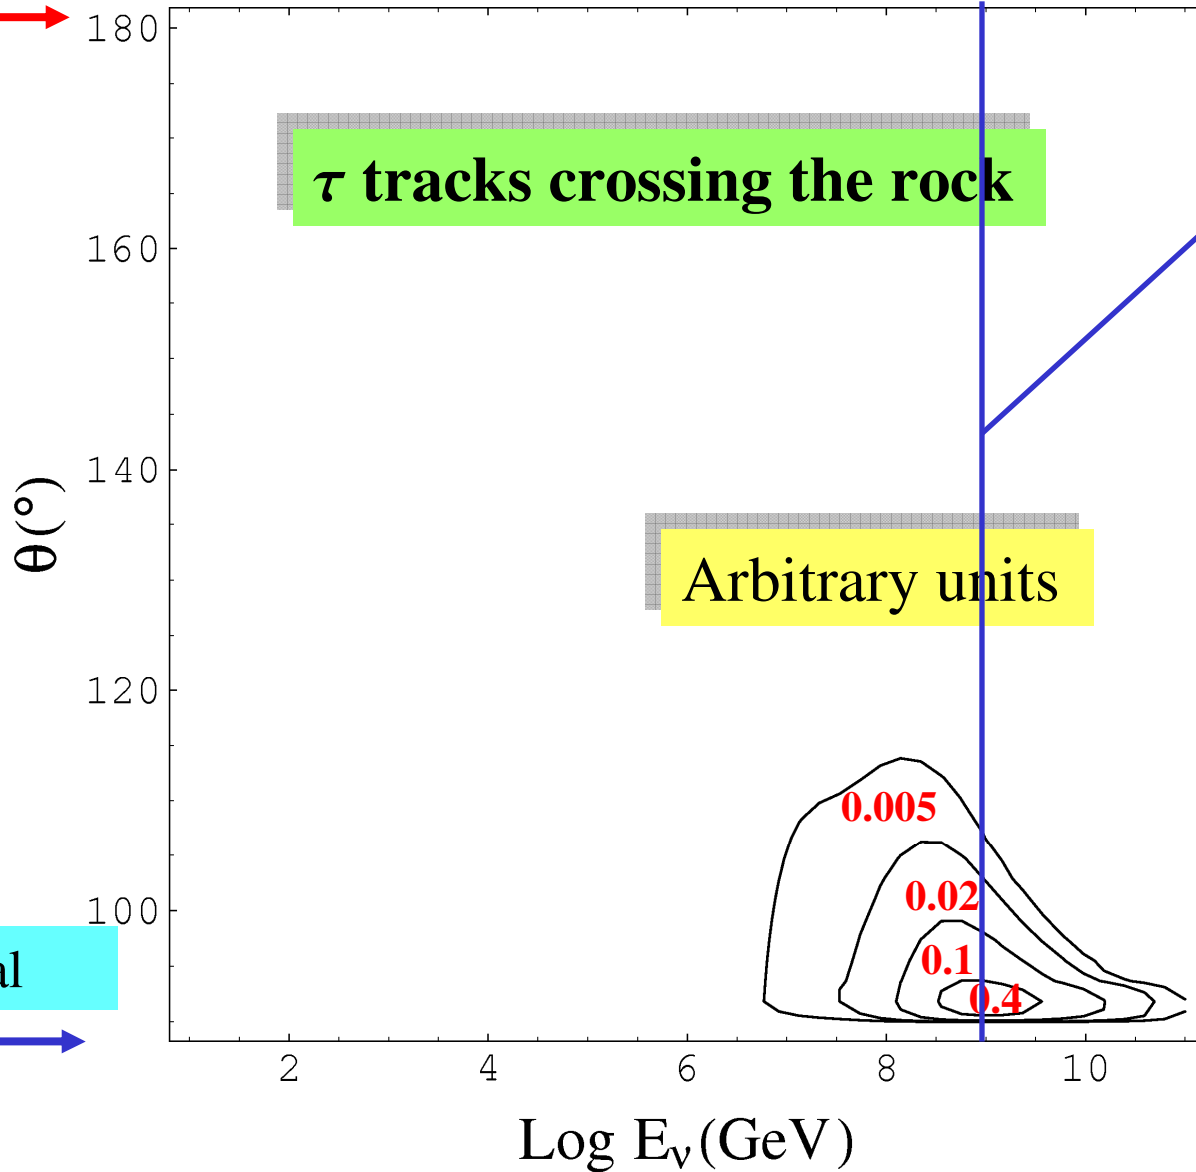 180
τ tracks crossing the rock
160
140
θ(°)
Arbitrary units
120
0.005
0.02
100
0.1
al
0.4
2 4 6 8 10
Log Eν(GeV)